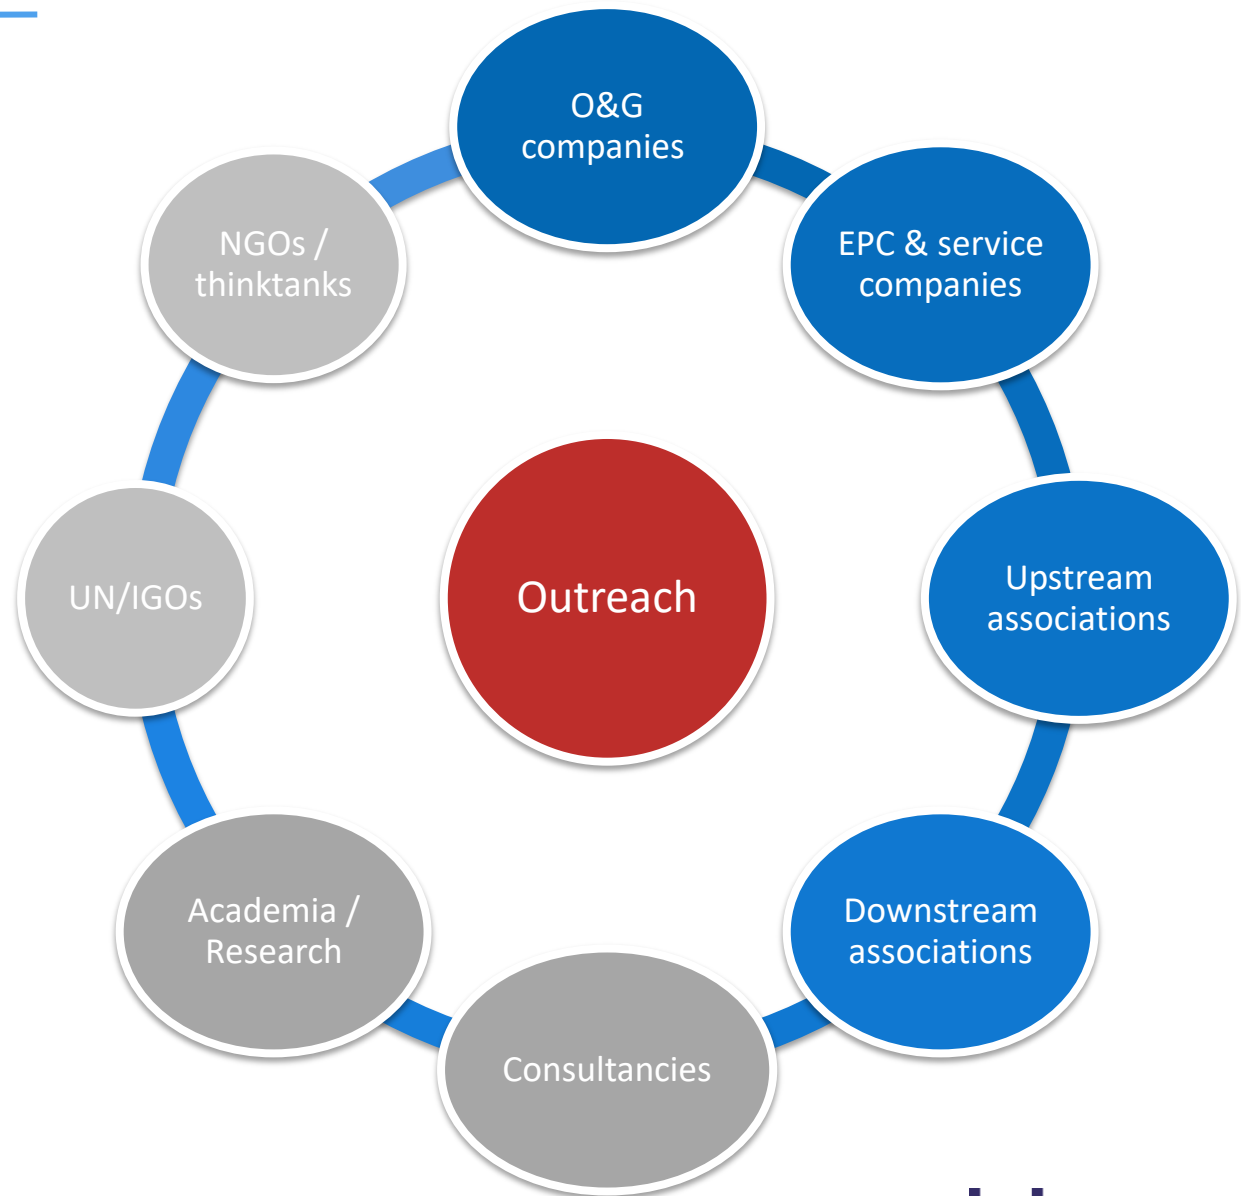 O&G
companies
EPC & service
companies
Upstream
associations
Downstream
associations
Consultancies
Academia /
Research
UN/IGOs
NGOs /
thinktanks
Outreach